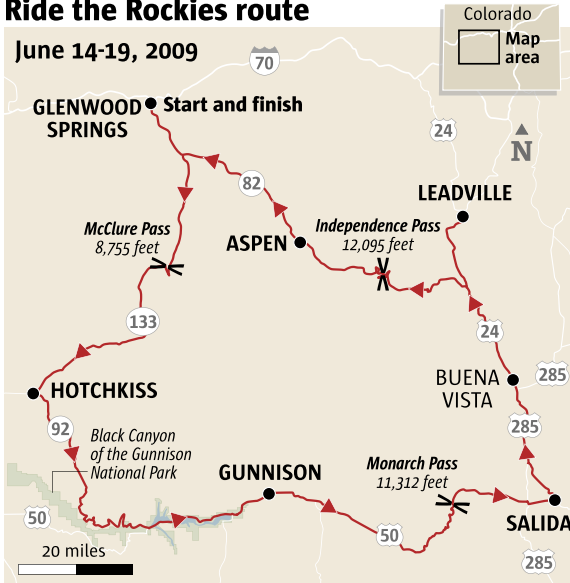 Ride the Rockies route
June 14-19, 2009
Colorado
Map
area
70
GLENWOOD
SPRINGS
Start and finish
24
N
82
LEADVILLE
McClure Pass
8,755 feet
ASPEN
Independence Pass
12,095 feet
133
24
HOTCHKISS
BUENA
VISTA
285
92
285
Black Canyon
of the Gunnison
National Park
GUNNISON
Monarch Pass
11,312 feet
50
SALIDA
50
285
20 miles